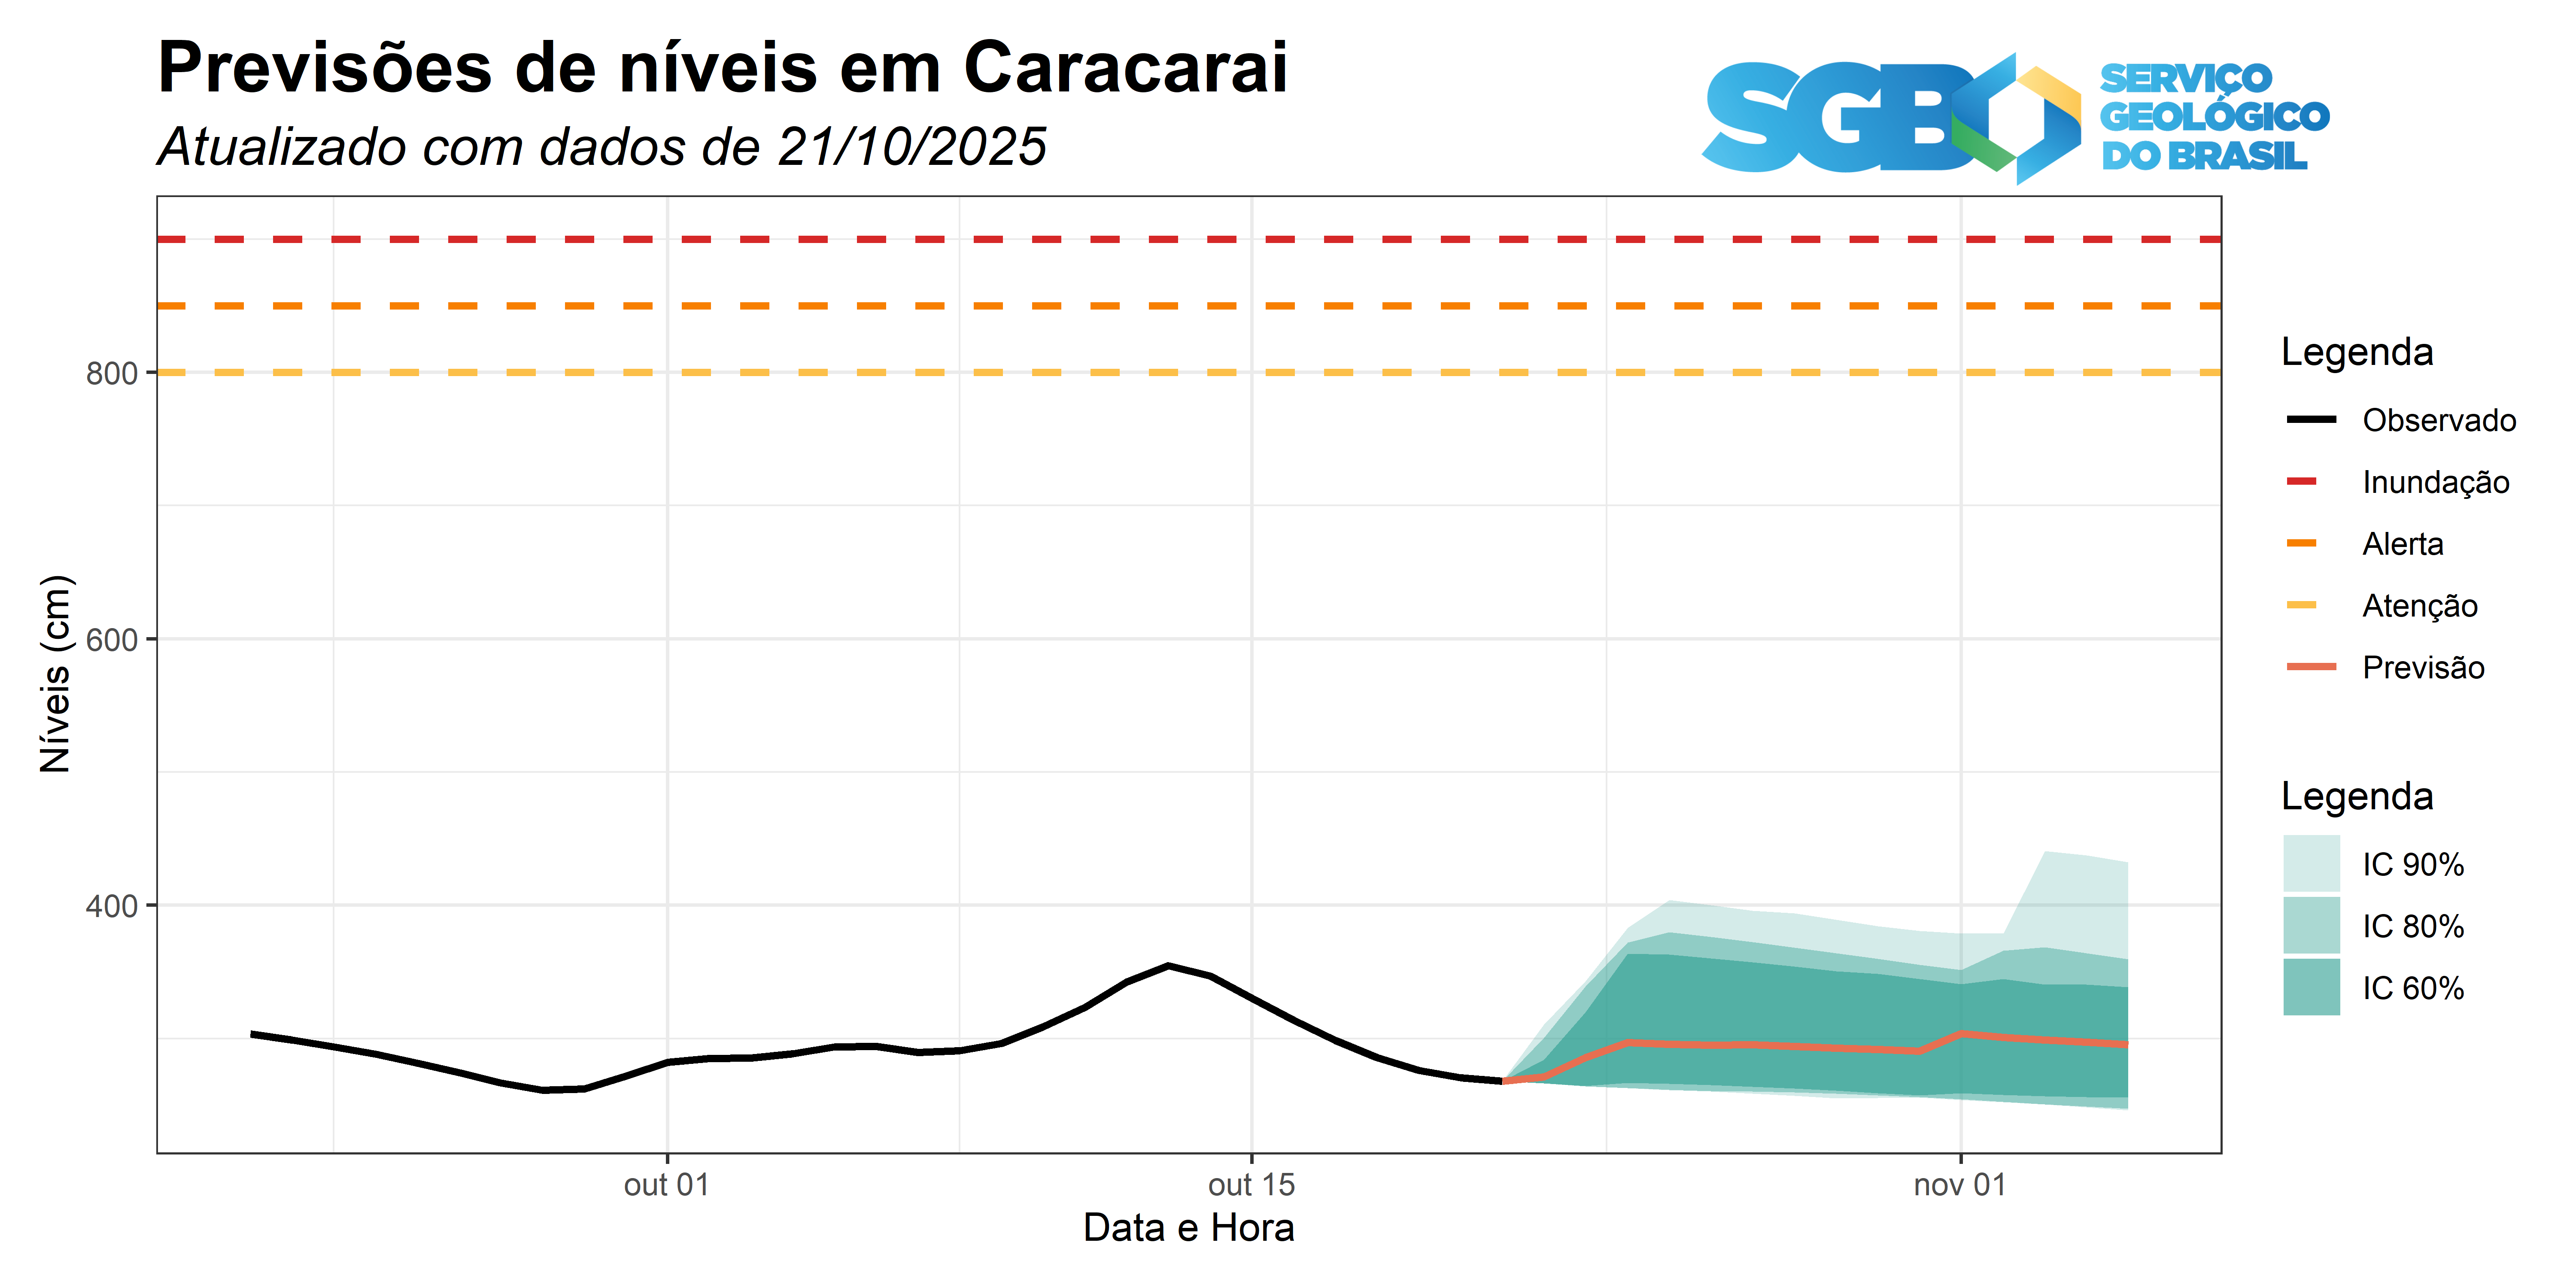 Previsões de níveis em Caracarai
Atualizado com dados de 21/10/2025
SGB
SERVIÇO
GEOLÓGICO
DO BRASIL
Níveis (cm)
800
600
400
out 01
out 15
nov 01
Data e Hora
Legenda
Observado
Inundação
Alerta
Atenção
Previsão
Legenda
IC 90%
IC 80%
IC 60%